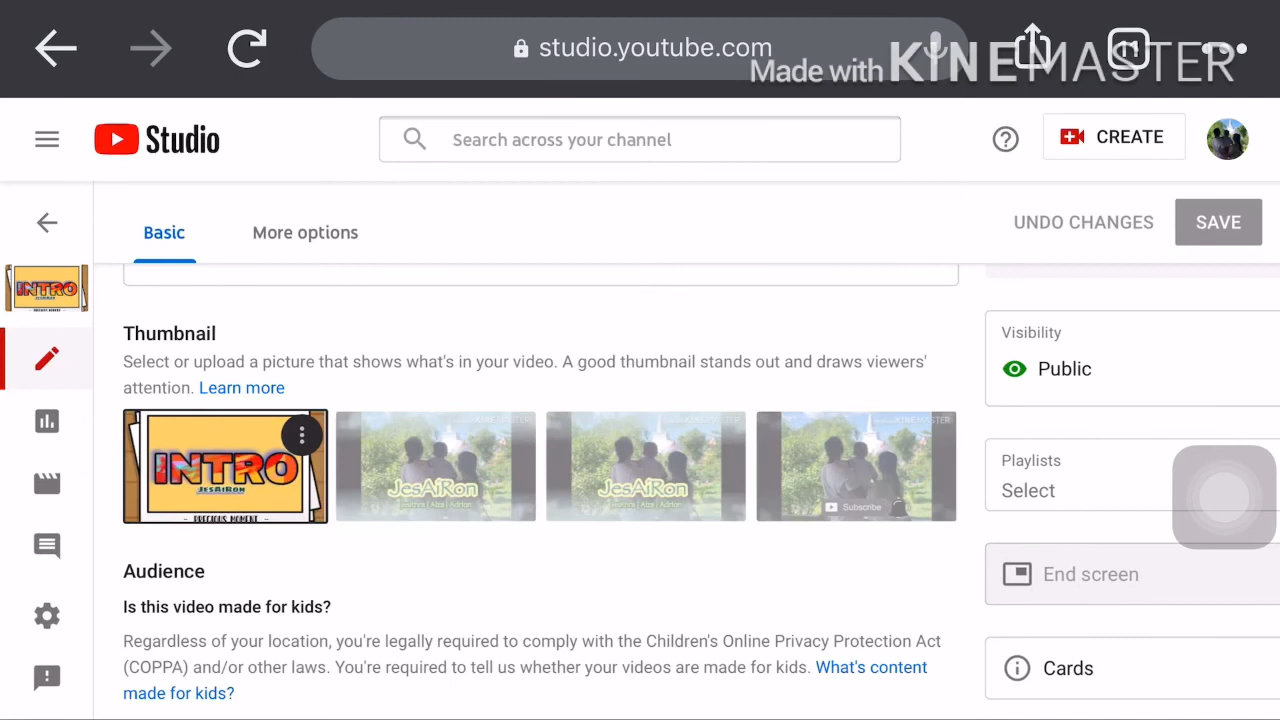 studio.youtube.com
Made with KINEMASTER
Studio
Search across your channel
CREATE
Basic
More options
UNDO CHANGES
SAVE
INTRO
Thumbnail
Select or upload a picture that shows what's in your video. A good thumbnail stands out and draws viewers'
attention. Learn more
INTRO
JESAIRON
- PRECIOUS MOMENT -
JesAiRon
JesAiRon
KINEMASTER
Subscribe
Visibility
Public
Playlists
Select
End screen
Cards
Audience
Is this video made for kids?
Regardless of your location, you're legally required to comply with the Children's Online Privacy Protection Act
(COPPA) and/or other laws. You're required to tell us whether your videos are made for kids. What's content
made for kids?